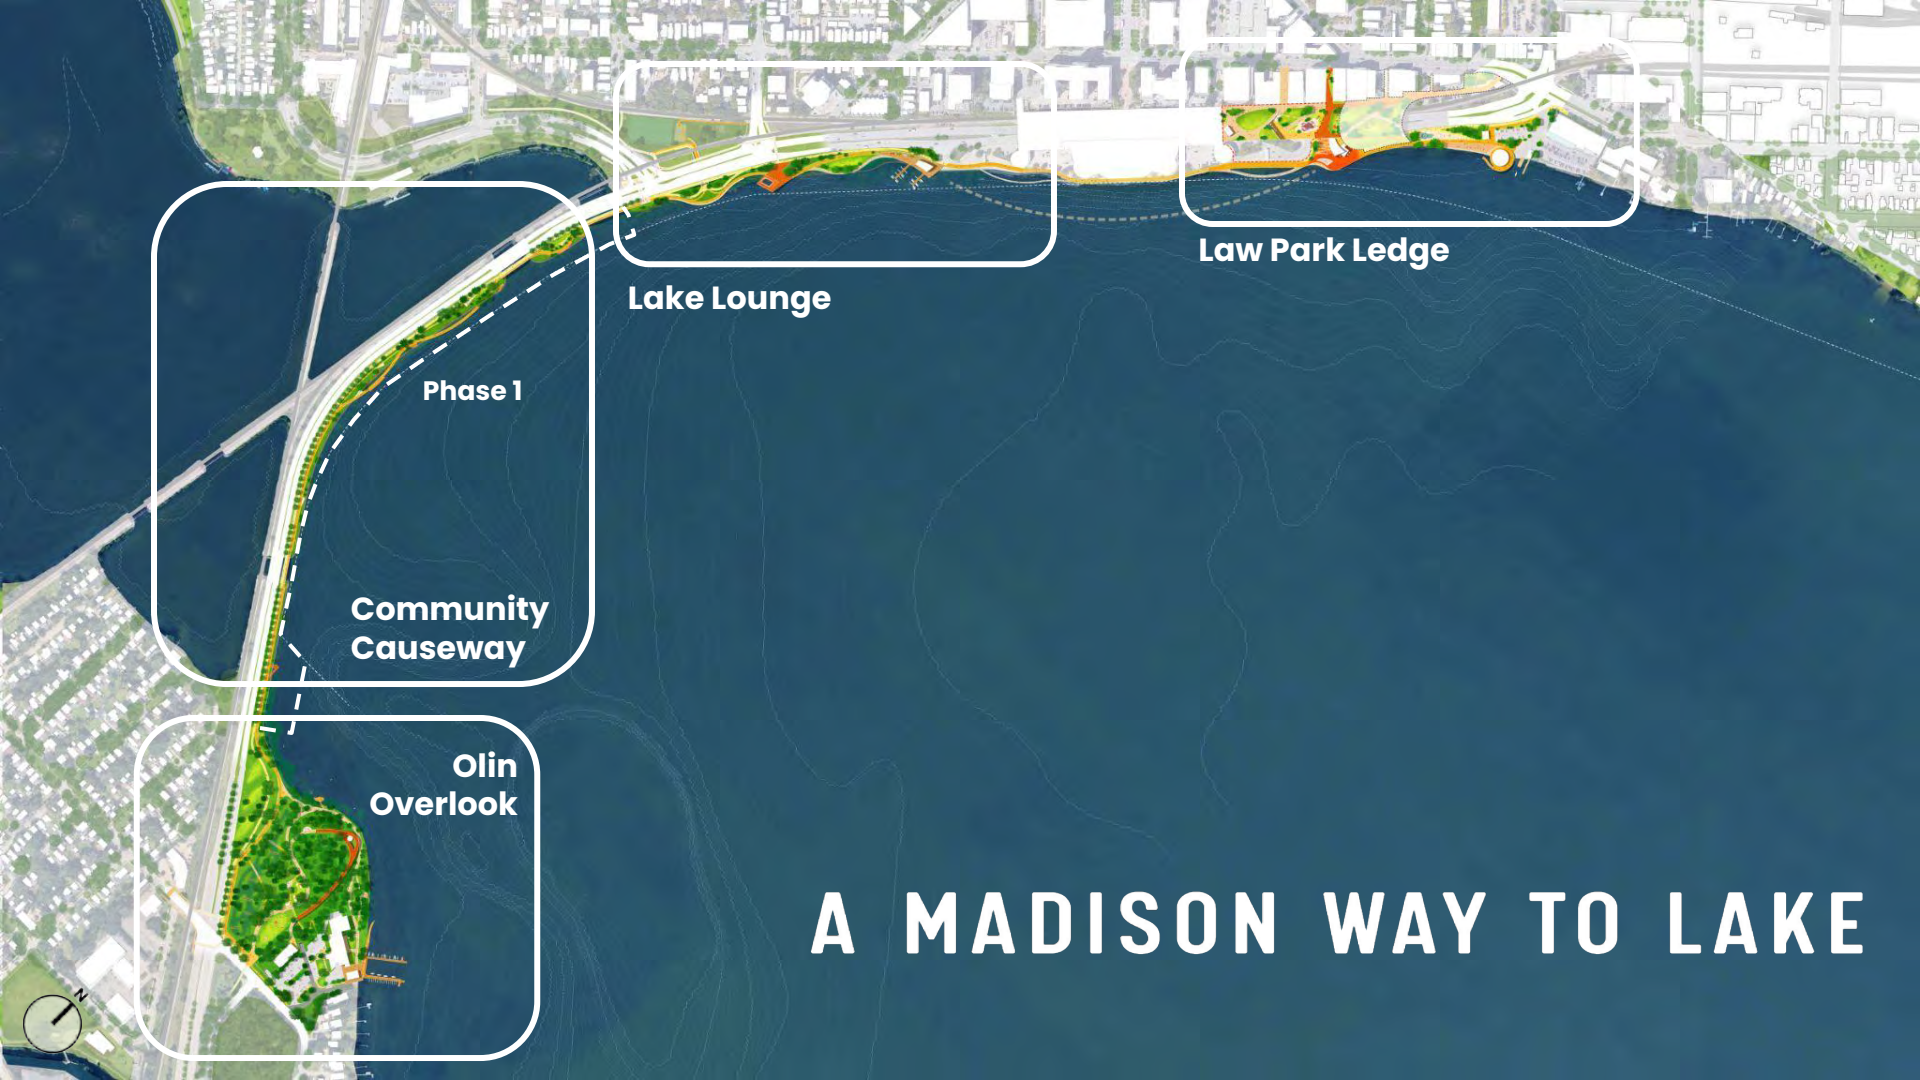 Law Park Ledge
Lake Lounge
Phase 1
Community
Causeway
Olin
Overlook
A MADISON WAY TO LAKE
N